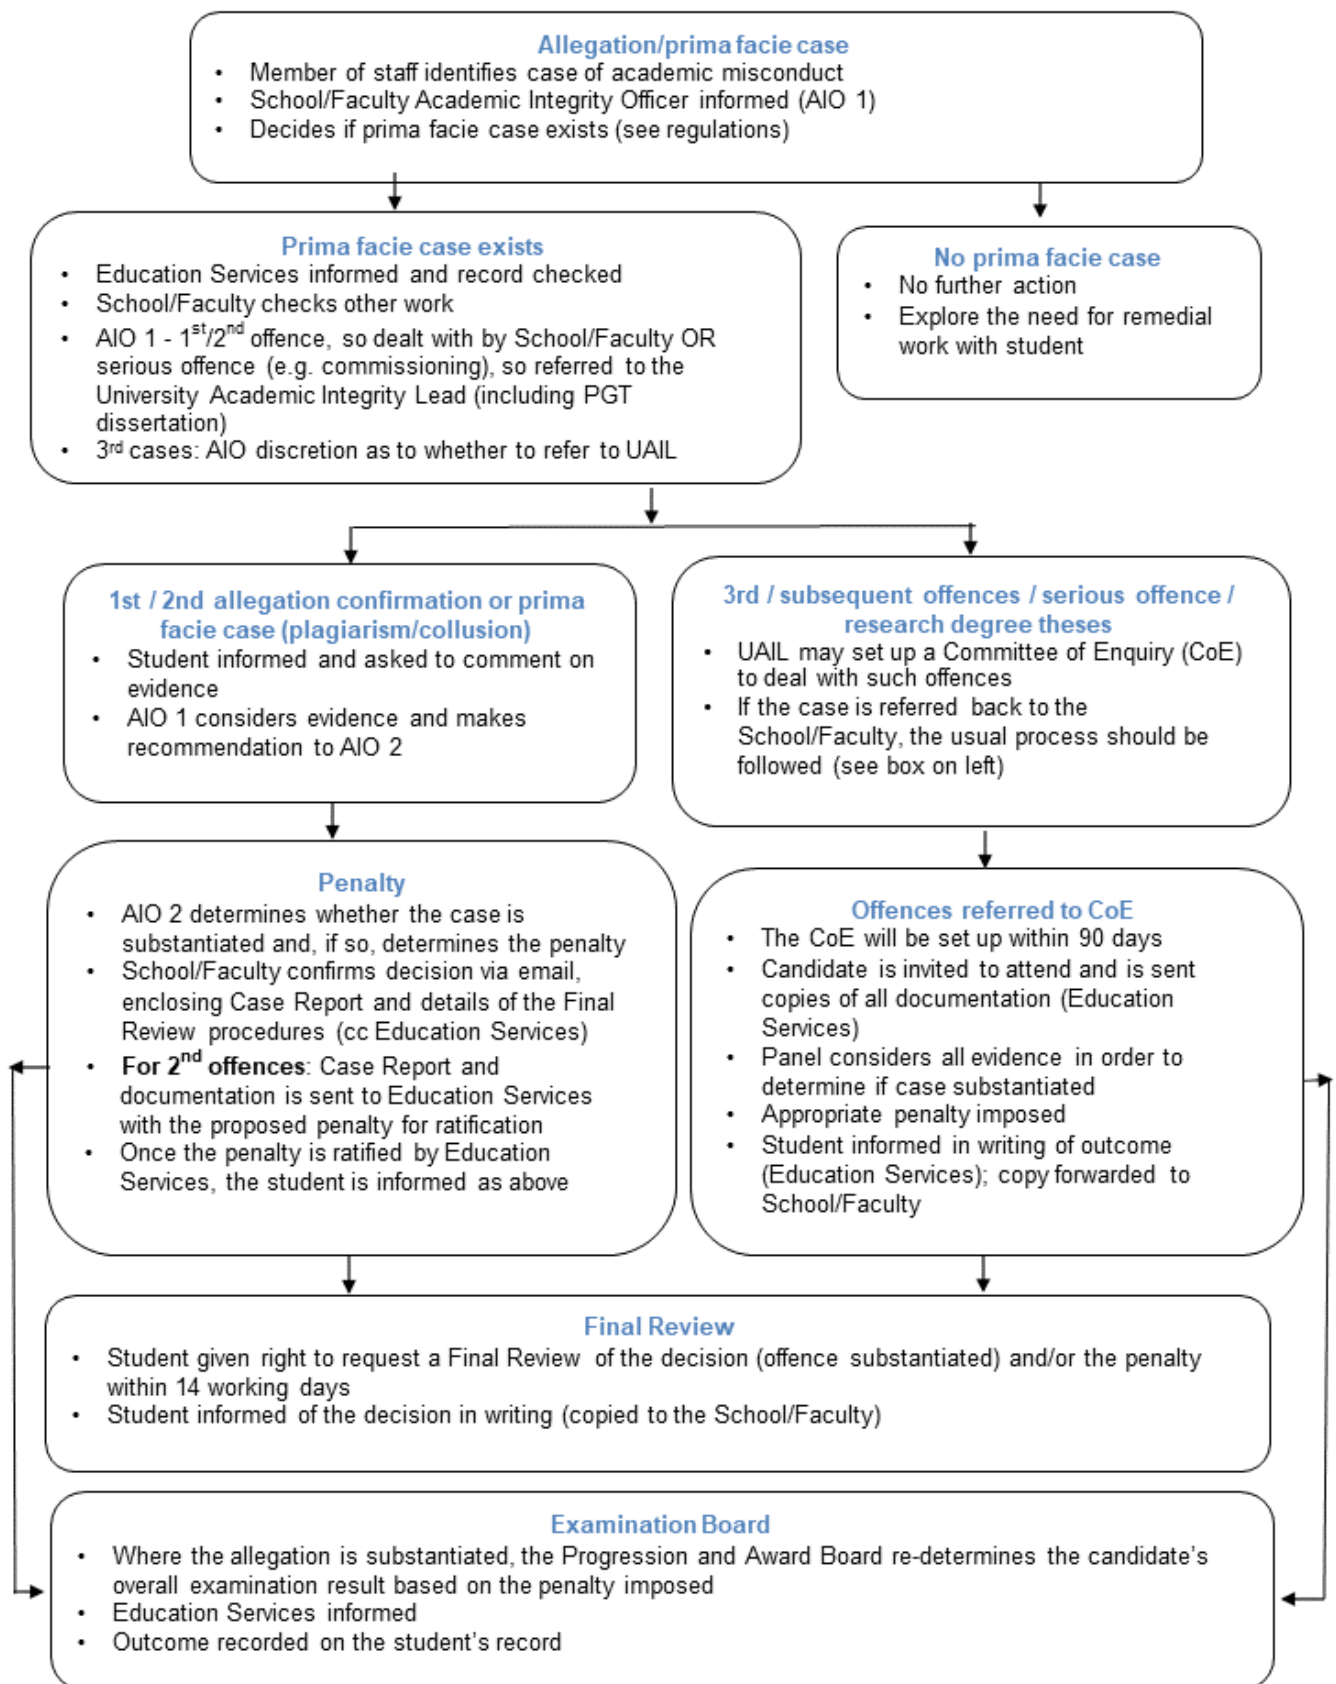 Allegation/prima facie case
• Member of staff identifies case of academic misconduct
• School/Faculty Academic Integrity Officer informed (AIO 1)
• Decides if prima facie case exists (see regulations)
Prima facie case exists
• Education Services informed and record checked
• School/Faculty checks other work
• AIO 1 - 1st/2nd offence, so dealt with by School/Faculty OR
serious offence (e.g. commissioning), so referred to the
University Academic Integrity Lead (including PGT
dissertation)
• 3rd cases: AIO discretion as to whether to refer to UAIL
No prima facie case
• No further action
• Explore the need for remedial
work with student
1st / 2nd allegation confirmation or prima
facie case (plagiarism/collusion)
• Student informed and asked to comment on
evidence
• AIO 1 considers evidence and makes
recommendation to AIO 2
3rd / subsequent offences / serious offence /
research degree theses
• UAIL may set up a Committee of Enquiry (CoE)
to deal with such offences
• If the case is referred back to the
School/Faculty, the usual process should be
followed (see box on left)
Penalty
• AIO 2 determines whether the case is
substantiated and, if so, determines the penalty
• School/Faculty confirms decision via email,
enclosing Case Report and details of the Final
Review procedures (cc Education Services)
• For 2nd offences: Case Report and
documentation is sent to Education Services
with the proposed penalty for ratification
• Once the penalty is ratified by Education
Services, the student is informed as above
Offences referred to CoE
• The CoE will be set up within 90 days
• Candidate is invited to attend and is sent
copies of all documentation (Education
Services)
• Panel considers all evidence in order to
determine if case substantiated
• Appropriate penalty imposed
• Student informed in writing of outcome
(Education Services); copy forwarded to
School/Faculty
Final Review
• Student given right to request a Final Review of the decision (offence substantiated) and/or the penalty
within 14 working days
• Student informed of the decision in writing (copied to the School/Faculty)
Examination Board
• Where the allegation is substantiated, the Progression and Award Board re-determines the candidate's
overall examination result based on the penalty imposed
• Education Services informed
• Outcome recorded on the student's record